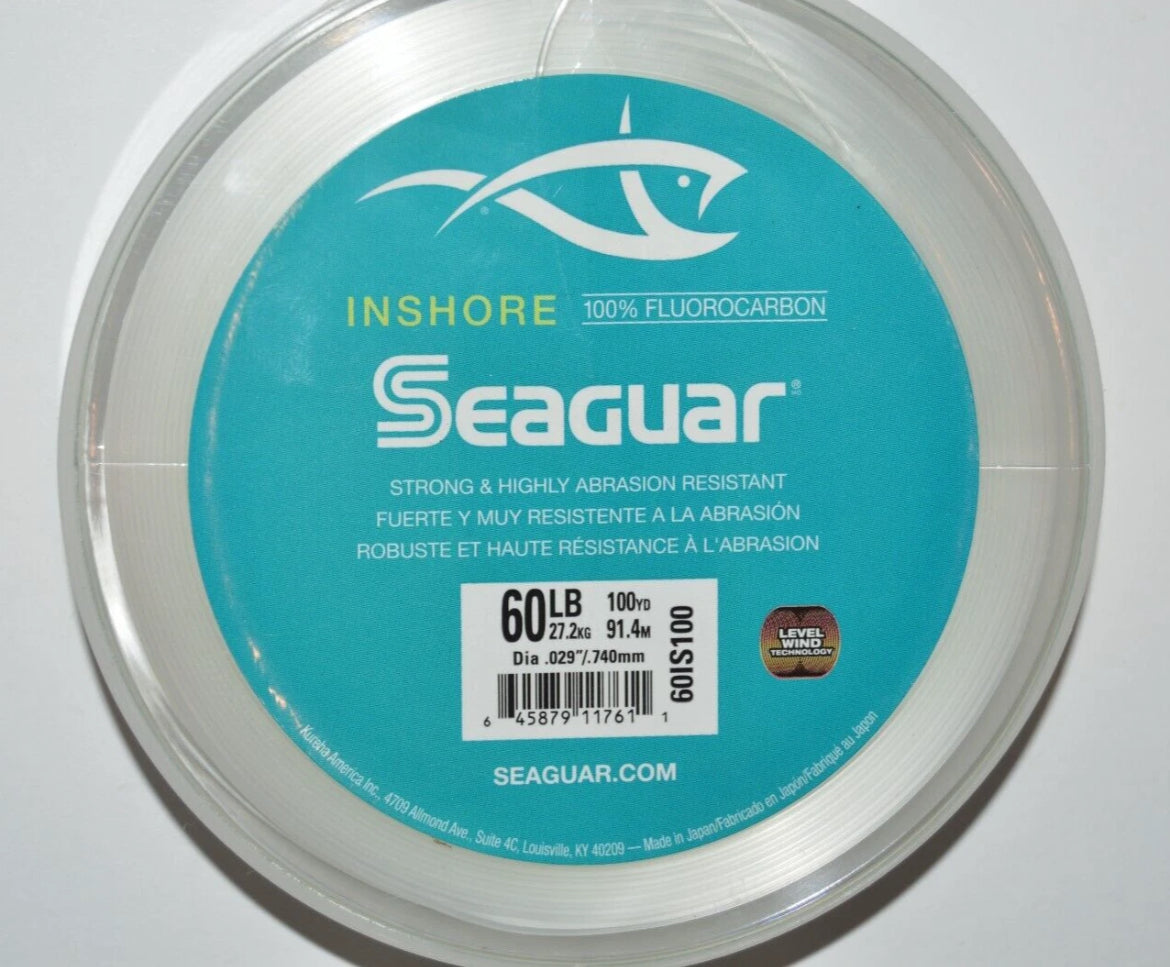 INSHORE 100% FLUOROCARBON
Seaguar®
STRONG & HIGHLY ABRASION RESISTANT
FUERTE Y MUY RESISTENTE A LA ABRASIÓN
ROBUSTE ET HAUTE RÉSISTANCE À L'ABRASION
60LB 100YD
27.2KG 91.4M
Dia .029"/.740mm
6 45879 11761 1
60IS100
LEVEL
WIND
TECHNOLOGY
SEAGUAR.COM
Kureha America Inc., 4709 Allmond Ave., Suite 4C, Louisville, KY 40209 — Made in Japan/Fabricado en Japón/Fabriqué au Japon